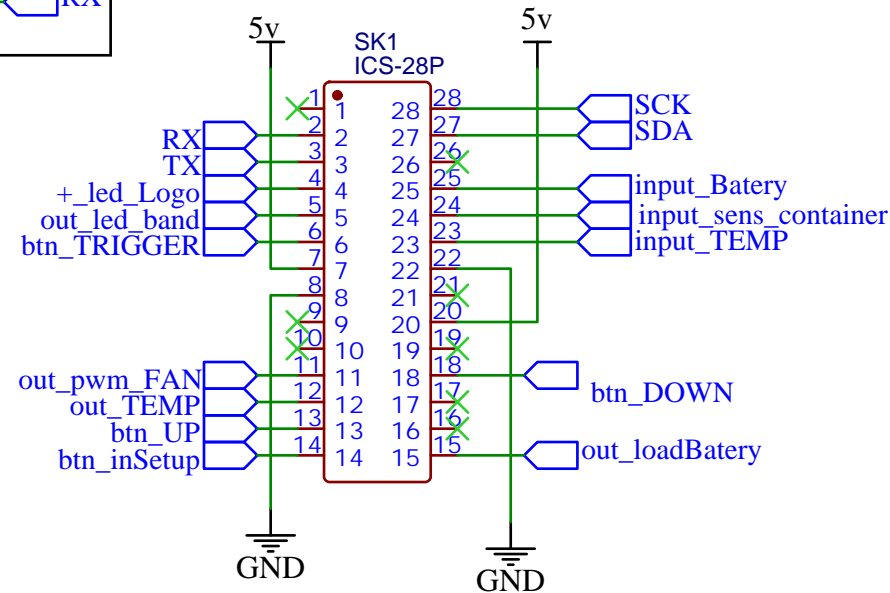 RX
5v
5v
SK1
ICS-28P
1 1 28 28 SCK
RX 2 2 27 27 SDA
TX 3 3 26 26
+_led_Logo 4 4 25 25 input_Batery
out_led_band 5 5 24 24 input_sens_container
btn_TRIGGER 6 6 23 23 input_TEMP
7 7 22 22
8 8 21 21
9 9 20 20
10 10 19 19
out_pwm_FAN 11 11 18 18 btn_DOWN
out_TEMP 12 12 17 17
btn_UP 13 13 16 16
btn_inSetup 14 14 15 15 out_loadBatery
GND
GND